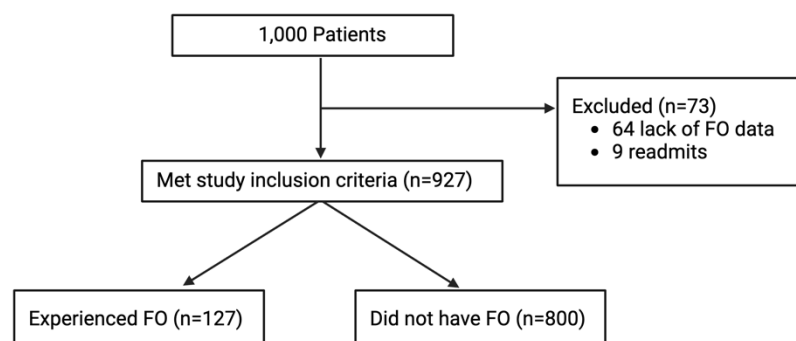 1,000 Patients
Excluded (n=73)
• 64 lack of FO data
• 9 readmits
Met study inclusion criteria (n=927)
Experienced FO (n=127)
Did not have FO (n=800)